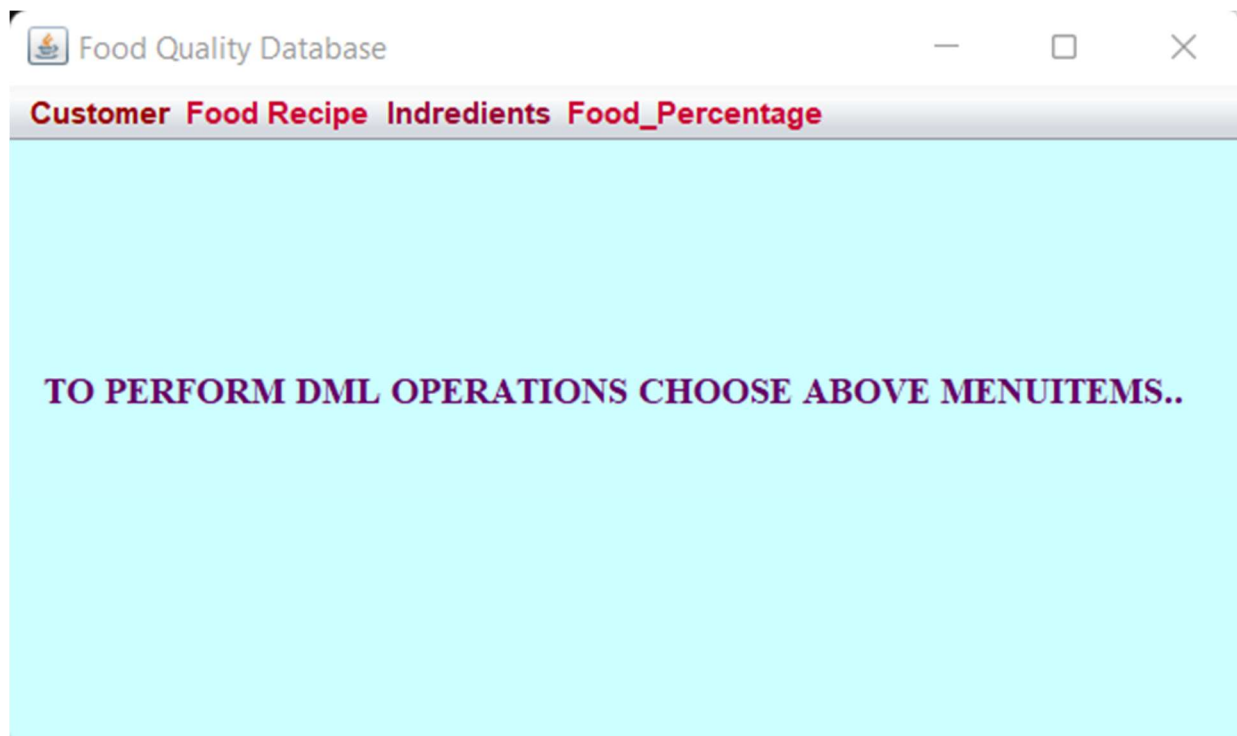 Food Quality Database
Customer Food Recipe Indredients Food_Percentage
TO PERFORM DML OPERATIONS CHOOSE ABOVE MENUITEMS..